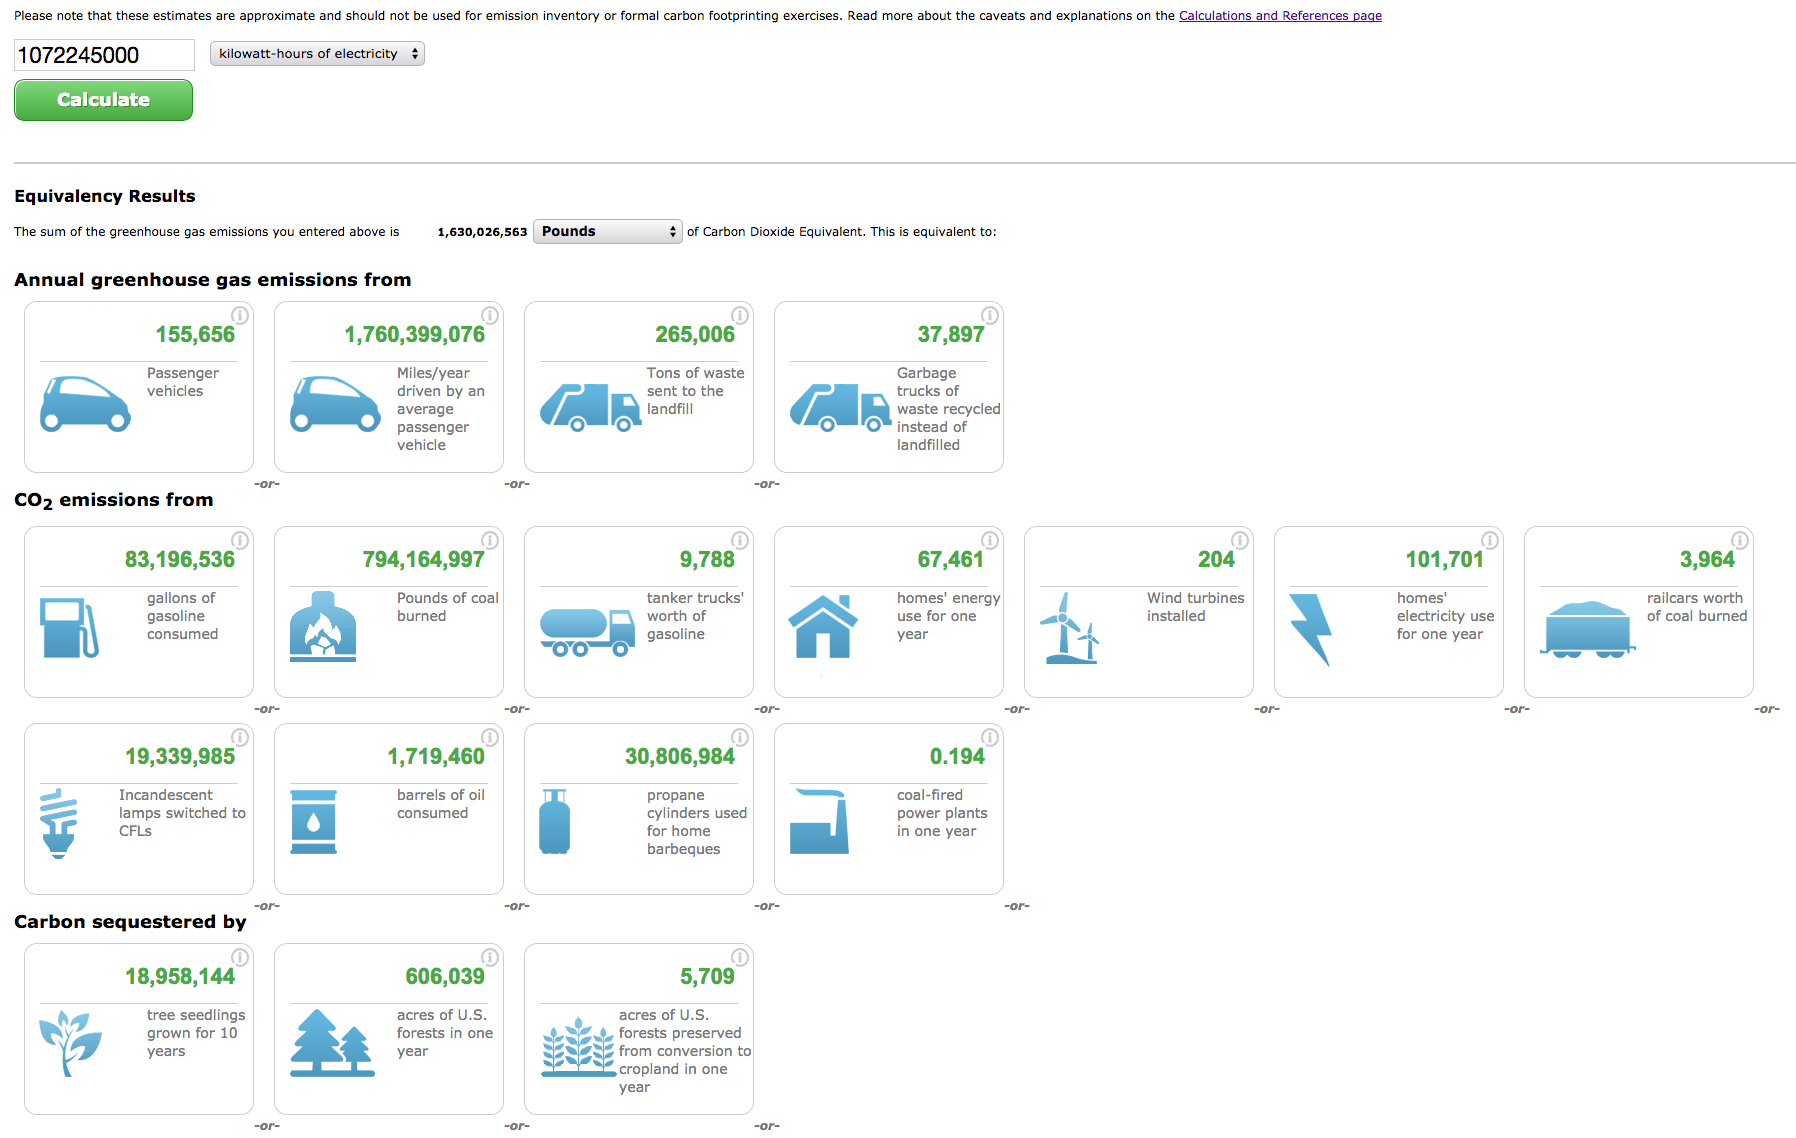 Please note that these estimates are approximate and should not be used for emission inventory or formal carbon footprinting exercises. Read more about the caveats and explanations on the Calculations and References page
1072245000 kilowatt-hours of electricity
Calculate
Equivalency Results
The sum of the greenhouse gas emissions you entered above is 1,630,026,563 Pounds of Carbon Dioxide Equivalent. This is equivalent to:
Annual greenhouse gas emissions from
155,656
Passenger
vehicles
1,760,399,076
Miles/year
driven by an
average
passenger
vehicle
265,006
Tons of waste
sent to the
landfill
37,897
Garbage
trucks of
waste recycled
instead of
landfilled
-or-
-or-
-or-
CO2 emissions from
83,196,536
gallons of
gasoline
consumed
794,164,997
Pounds of coal
burned
9,788
tanker trucks'
worth of
gasoline
67,461
homes' energy
use for one
year
204
Wind turbines
installed
101,701
homes'
electricity use
for one year
3,964
railcars worth
of coal burned
-or-
-or-
-or-
-or-
-or-
-or-
-or-
19,339,985
Incandescent
lamps switched to
CFLs
1,719,460
barrels of oil
consumed
30,806,984
propane
cylinders used
for home
barbeques
0.194
coal-fired
power plants
in one year
-or-
-or-
-or-
-or-
Carbon sequestered by
18,958,144
tree seedlings
grown for 10
years
606,039
acres of U.S.
forests in one
year
5,709
acres of U.S.
forests preserved
from conversion to
cropland in one
year
-or-
-or-
-or-